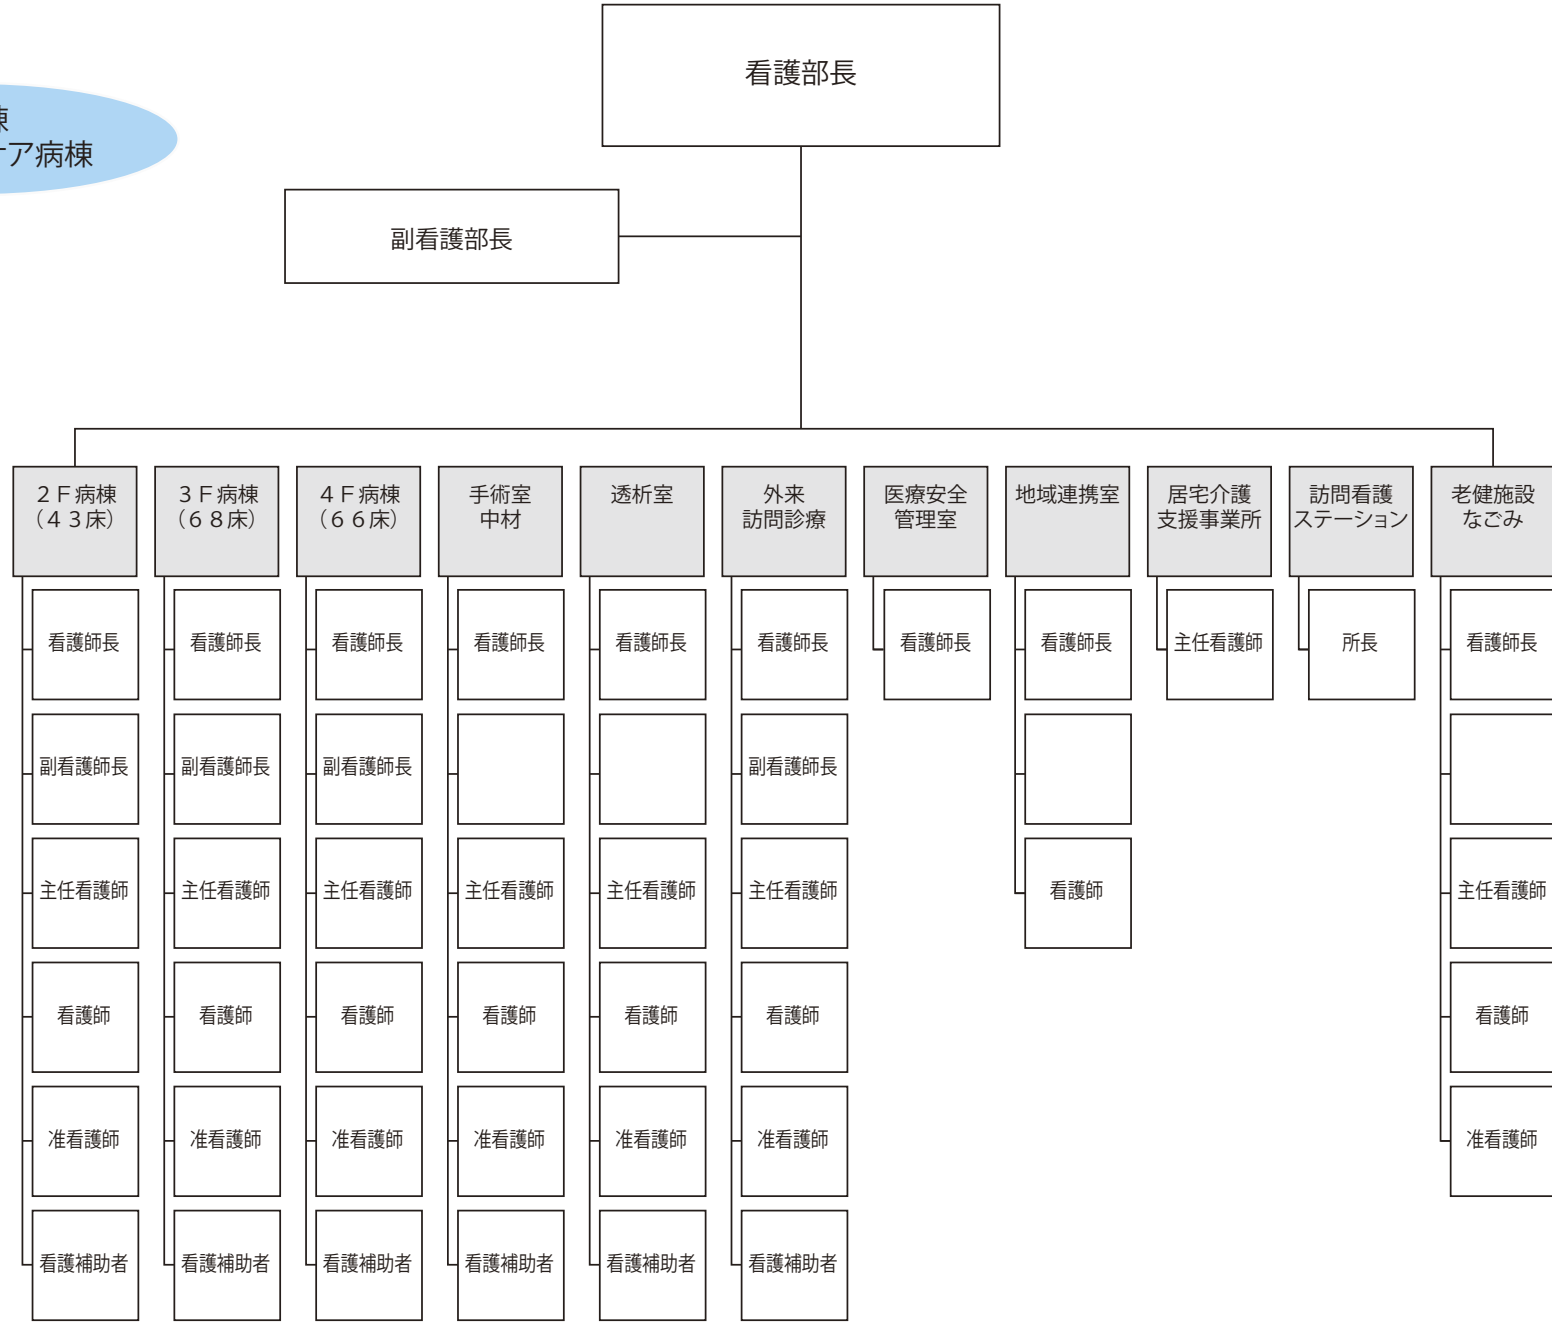 看護部長
棟
ケア病棟
副看護部長
２Ｆ病棟
（４３床）
３Ｆ病棟
（６８床）
４Ｆ病棟
（６６床）
手術室
中材
透析室
外来
訪問診療
医療安全
管理室
地域連携室
居宅介護
支援事業所
訪問看護
ステーション
老健施設
なごみ
看護師長
看護師長
看護師長
看護師長
看護師長
看護師長
看護師長
看護師長
主任看護師
所長
看護師長
副看護師長
副看護師長
副看護師長
副看護師長
主任看護師
主任看護師
主任看護師
主任看護師
主任看護師
主任看護師
看護師
主任看護師
看護師
看護師
看護師
看護師
看護師
看護師
看護師
准看護師
准看護師
准看護師
准看護師
准看護師
准看護師
准看護師
看護補助者
看護補助者
看護補助者
看護補助者
看護補助者
看護補助者